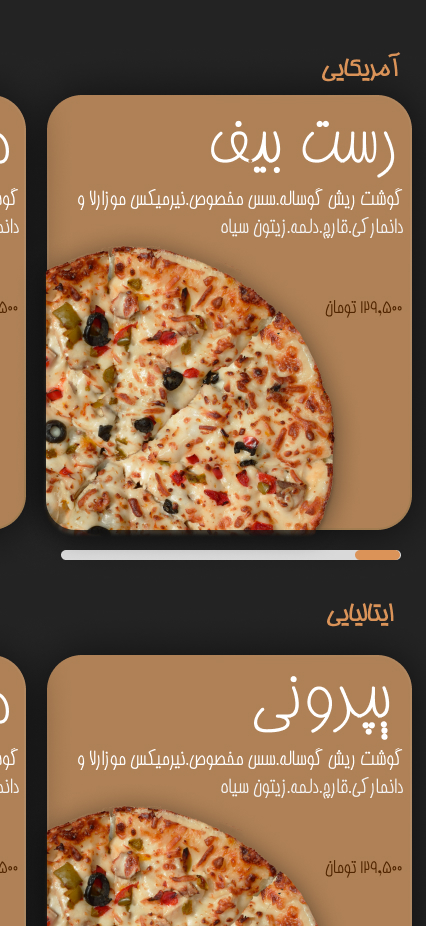 آمریکایی
رست بیف
گوشت ریش گوساله.سس مخصوص.نیرمیکس موزارلا و
دانمارکی.قارچ.دلمه.زیتون سیاه
۱۲۹,۵۰۰ تومان
ایتالیایی
پپرونی
گوشت ریش گوساله.سس مخصوص.نیرمیکس موزارلا و
دانمارکی.قارچ.دلمه.زیتون سیاه
۱۲۹,۵۰۰ تومان